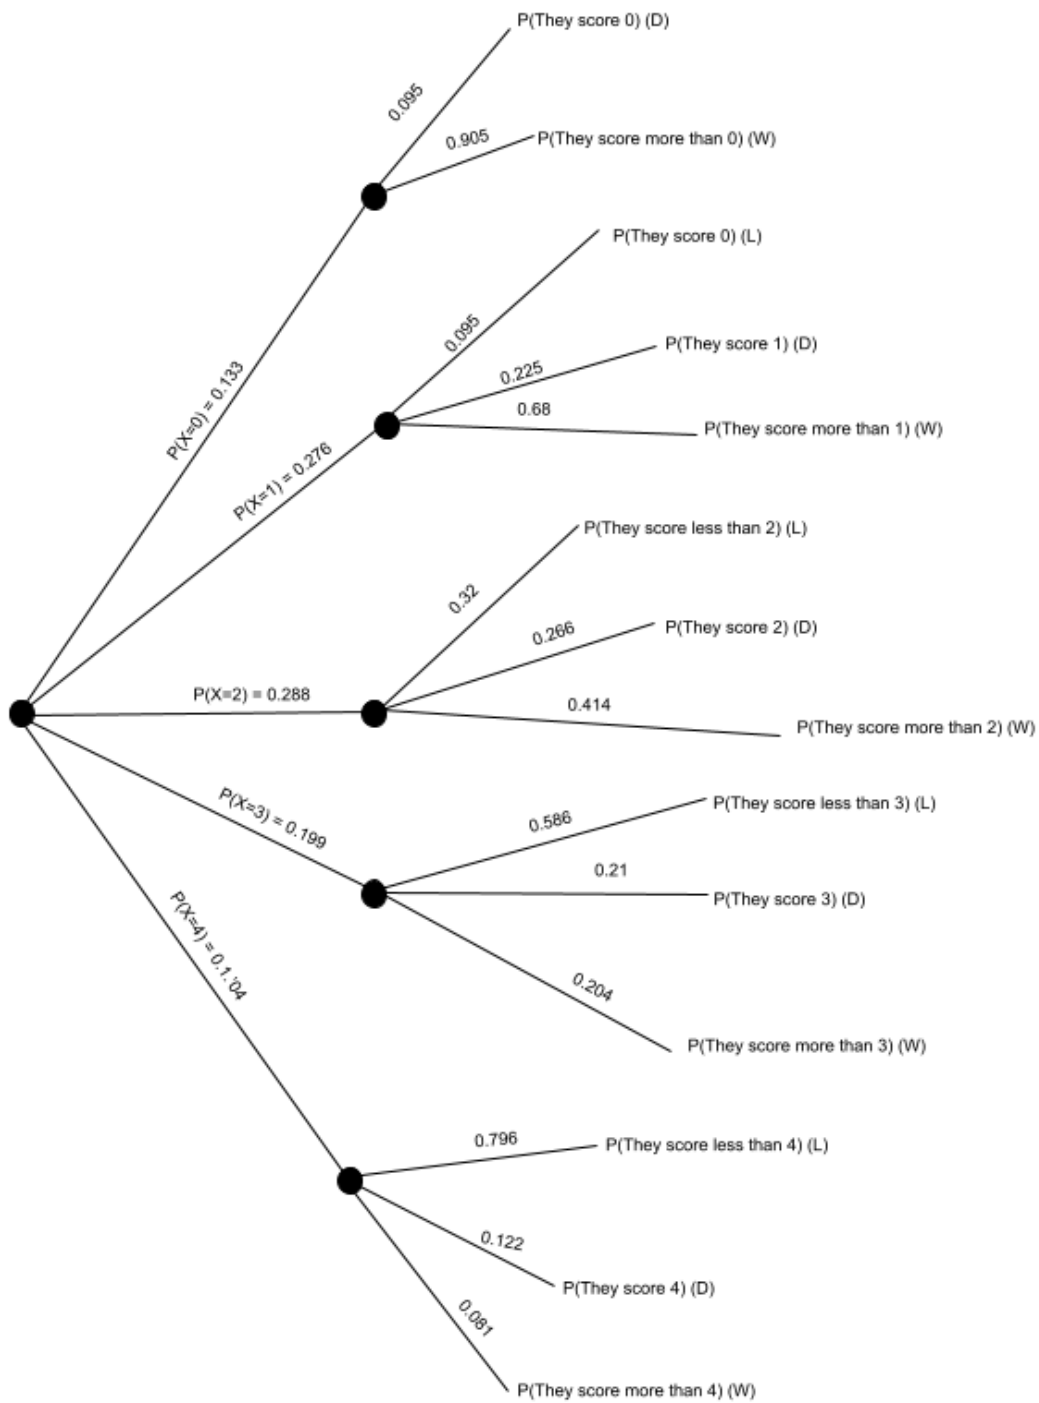 P(They score 0) (D)
0.095
0.905
P(They score more than 0) (W)
P(X=0) = 0.133
P(They score 0) (L)
0.095
P(They score 1) (D)
0.225
0.68
P(They score more than 1) (W)
P(X=1) = 0.276
P(They score less than 2) (L)
0.32
P(They score 2) (D)
0.266
0.414
P(They score more than 2) (W)
P(X=2) = 0.288
P(They score less than 3) (L)
0.586
0.21
P(They score 3) (D)
P(X=3) = 0.199
0.204
P(They score more than 3) (W)
P(X=4) = 0.1.'04
0.796
P(They score less than 4) (L)
0.122
P(They score 4) (D)
0.081
P(They score more than 4) (W)